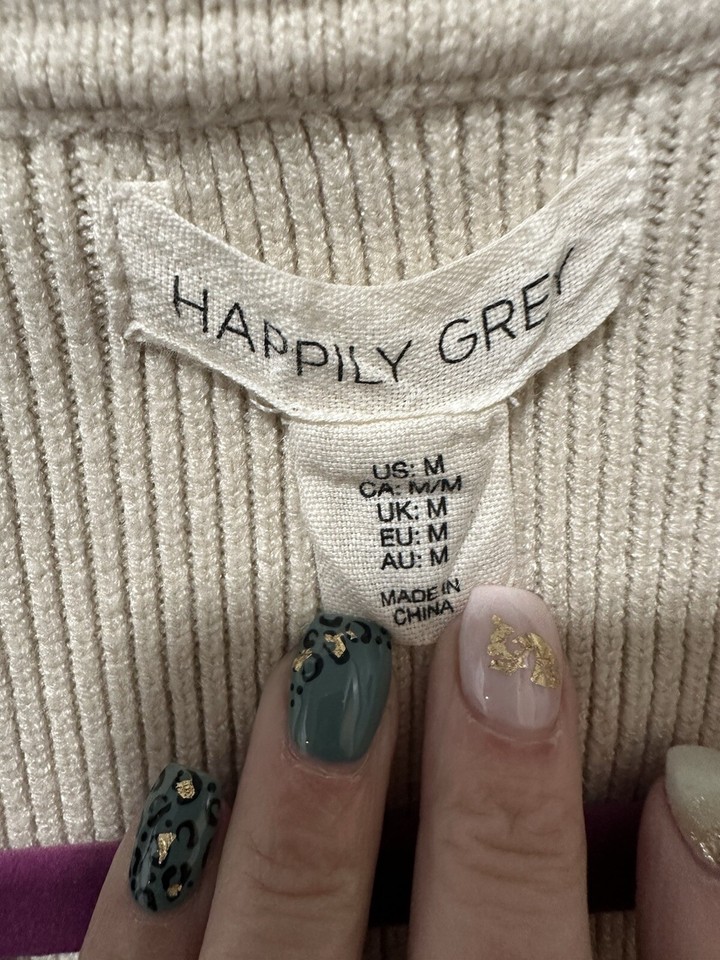 HAPPILY GREY
US: M
CA: M/M
UK: M
EU: M
AU: M
MADE IN
CHINA